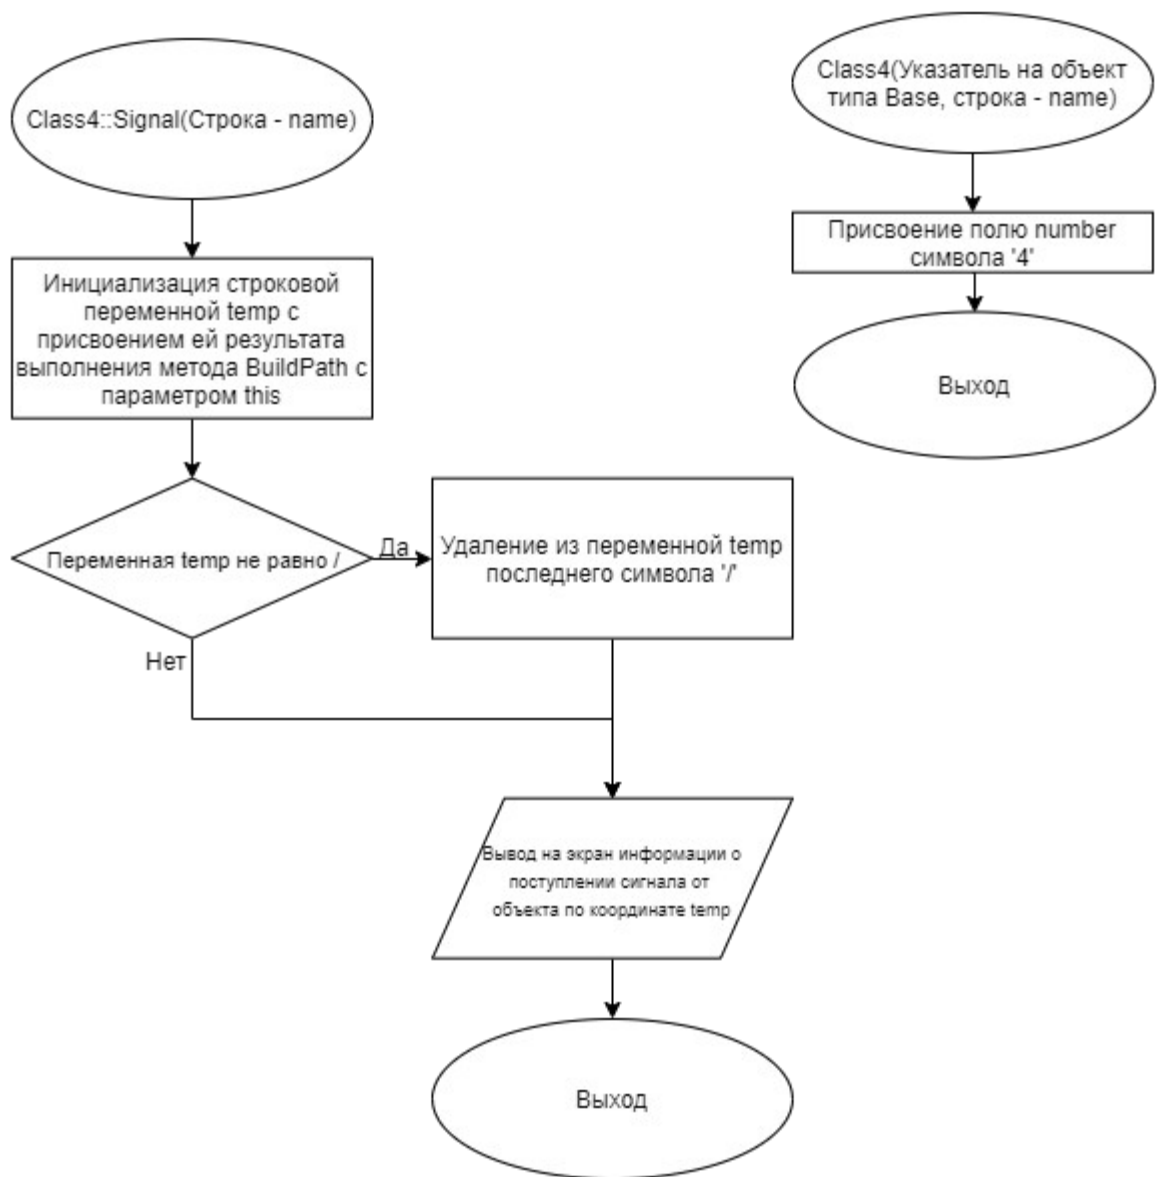 Class4::Signal(Строка - name)
Инициализация строковой
переменной temp с
присвоением ей результата
выполнения метода BuildPath с
параметром this
Переменная temp не равно /
Да
Удаление из переменной temp
последнего символа '/'
Нет
Вывод на экран информации о
поступлении сигнала от
объекта по координате temp
Выход
Class4(Указатель на объект
типа Base, строка - name)
Присвоение полю number
символа '4'
Выход